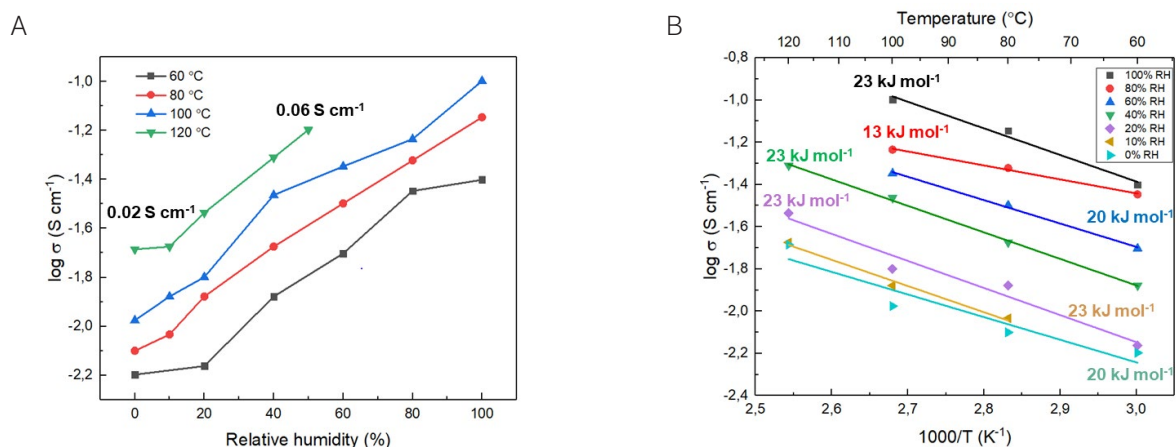 A
-1,0
-1,2
-1,4
-1,6
-1,8
-2,0
-2,2
log σ (S cm⁻¹)
60 °C
80 °C
100 °C
120 °C
0.06 S cm⁻¹
0.02 S cm⁻¹
0 20 40 60 80 100
Relative humidity (%)
B
Temperature (°C)
120 110 100 90 80 70 60
-0,8
-1,0
-1,2
-1,4
-1,6
-1,8
-2,0
-2,2
-2,4
log σ (S cm⁻¹)
100% RH
80% RH
60% RH
40% RH
20% RH
10% RH
0% RH
23 kJ mol⁻¹
13 kJ mol⁻¹
23 kJ mol⁻¹
23 kJ mol⁻¹
20 kJ mol⁻¹
23 kJ mol⁻¹
20 kJ mol⁻¹
2,5 2,6 2,7 2,8 2,9 3,0
1000/T (K⁻¹)